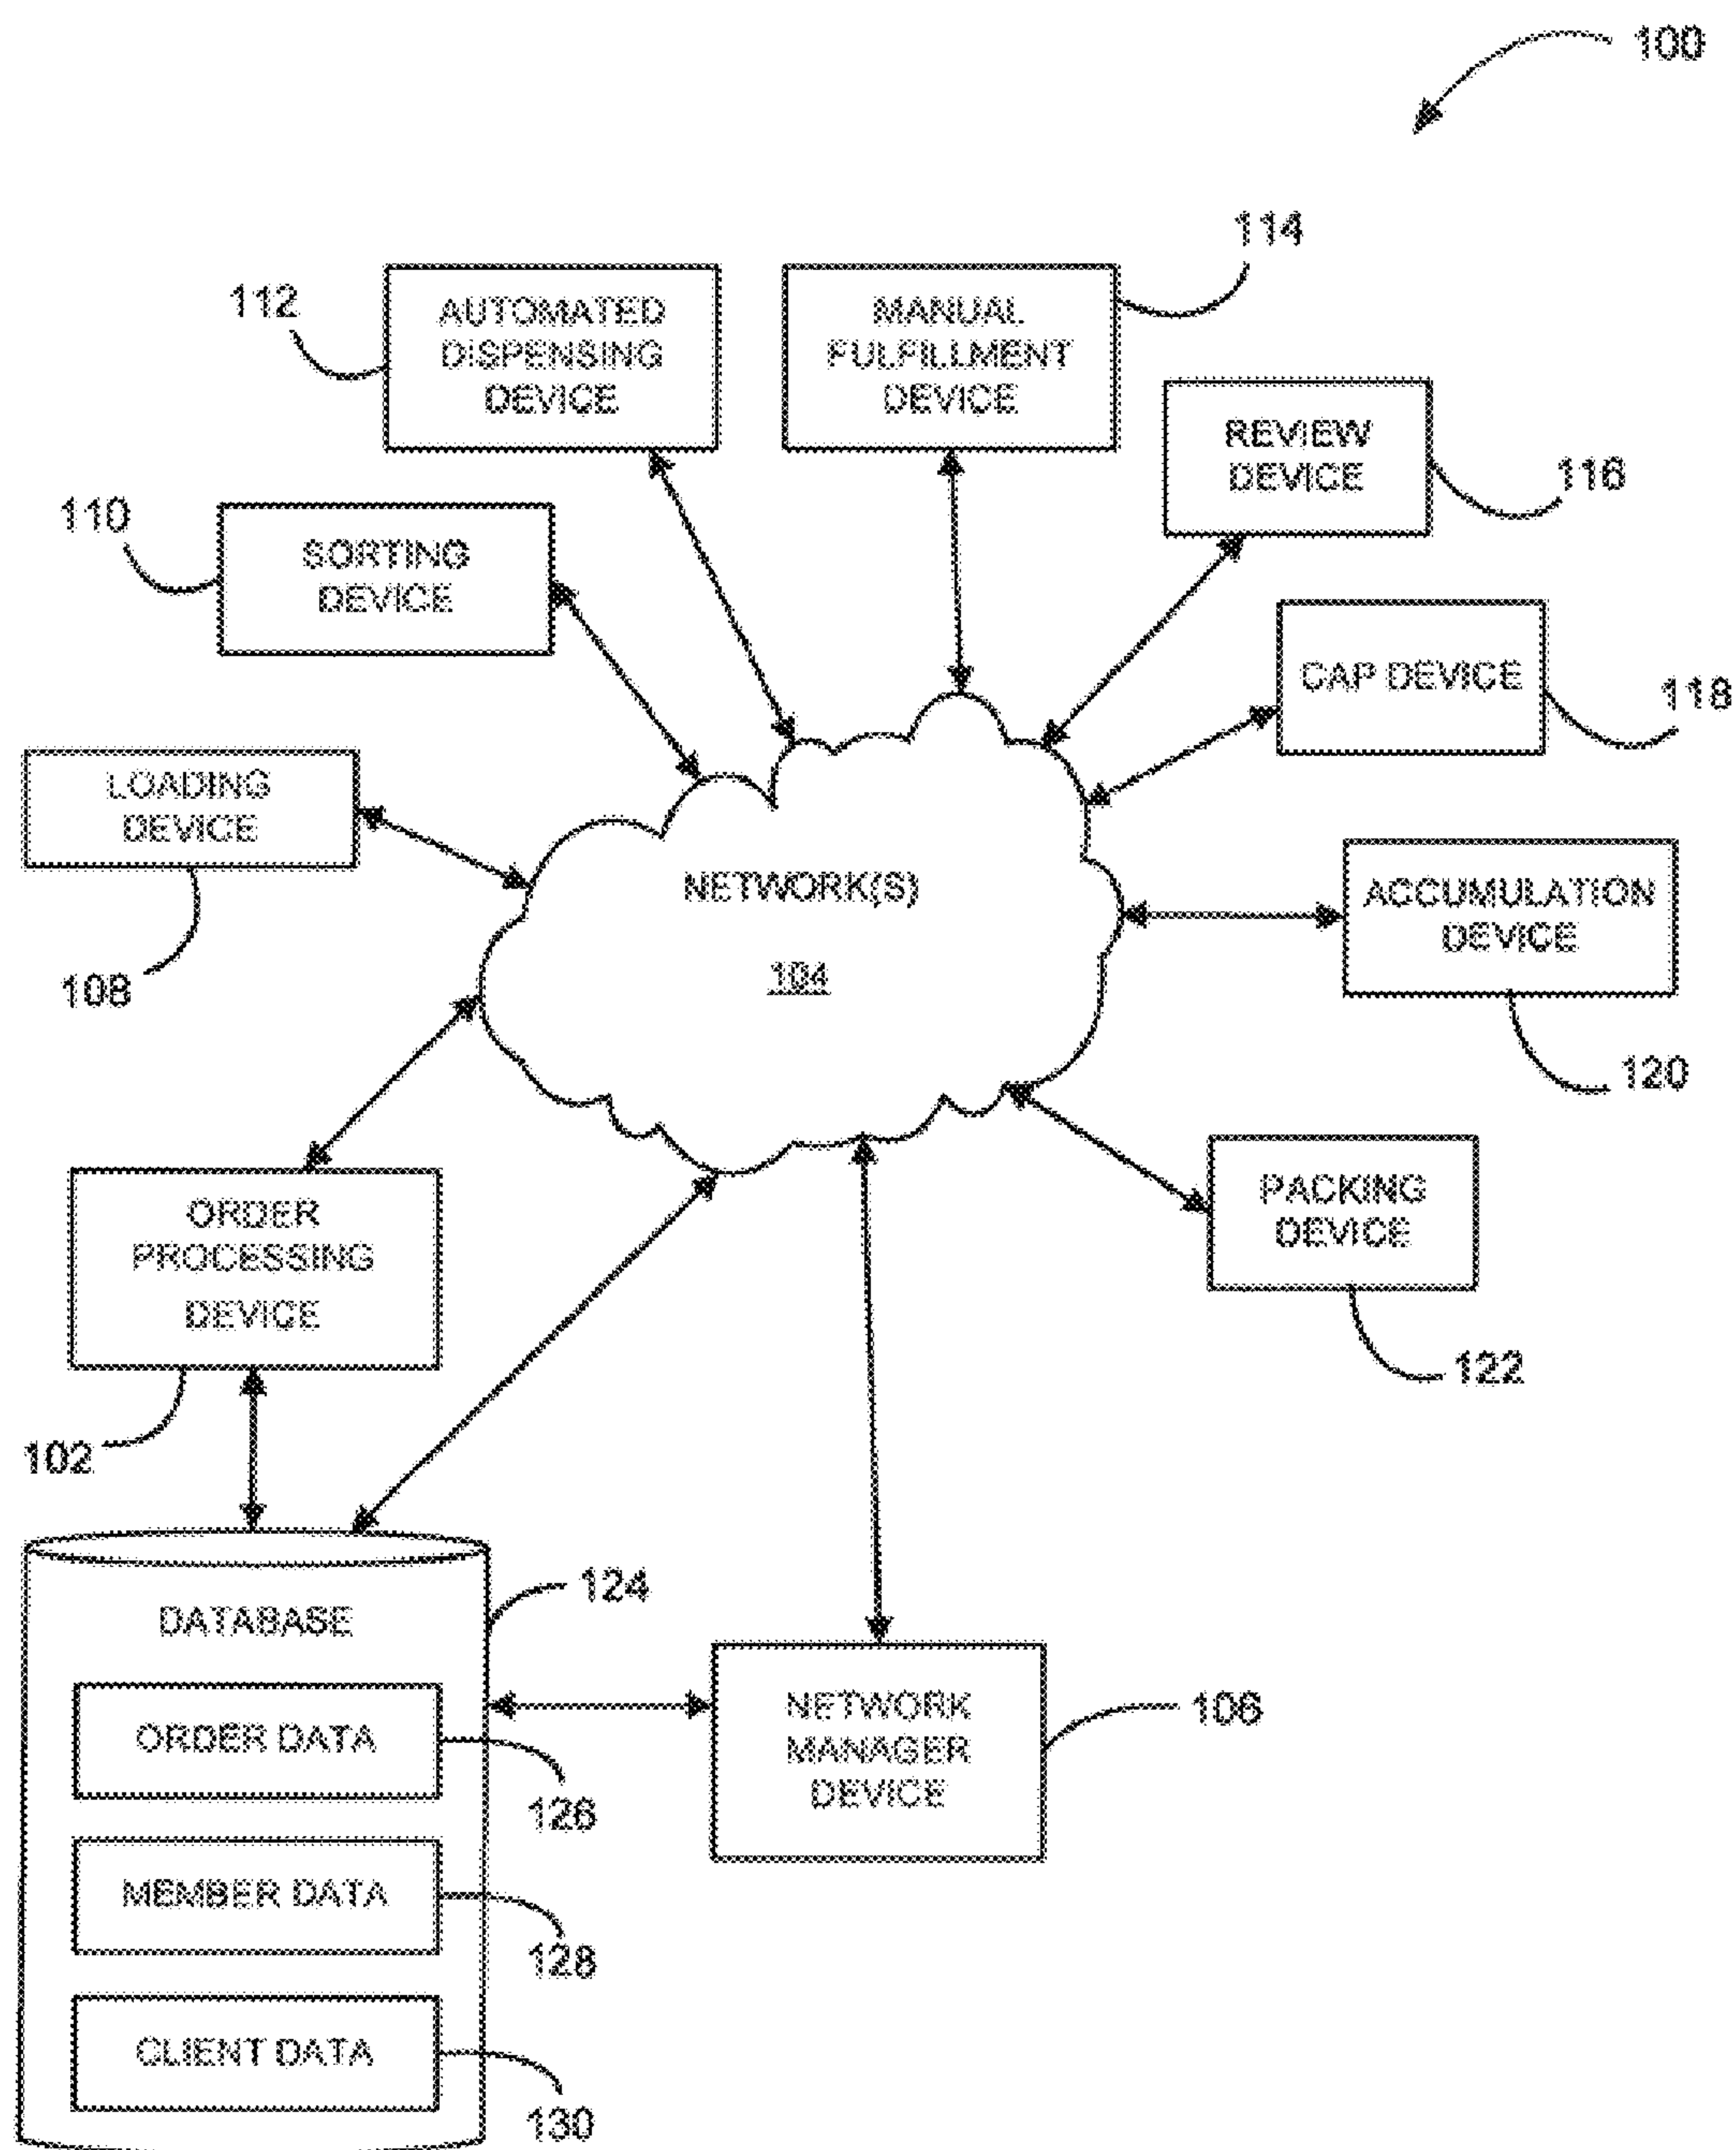 100
114
112
AUTOMATED
DISPENSING
DEVICE
MANUAL
FULFILLMENT
DEVICE
REVIEW
DEVICE
116
110
SORTING
DEVICE
CAP DEVICE
118
LOADING
DEVICE
108
NETWORK(S)
104
ACCUMULATION
DEVICE
120
ORDER
PROCESSING
DEVICE
102
PACKING
DEVICE
122
DATABASE
124
ORDER DATA
126
MEMBER DATA
128
CLIENT DATA
130
NETWORK
MANAGER
DEVICE
106